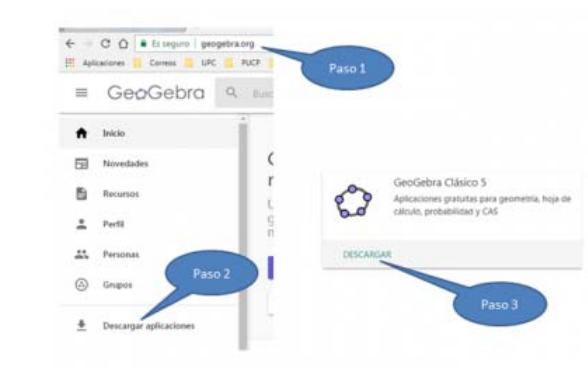 Es seguro geogebra.org
Aplicaciones Correos UPC PUCP
Paso 1
GeoGebra
Inicio
Novedades
Recursos
Perfil
Personas
Grupos
Paso 2
Descargar aplicaciones
GeoGebra Clásico 5
Aplicaciones gratuitas para geometría, hoja de
cálculo, probabilidad y CAS
DESCARGAR
Paso 3